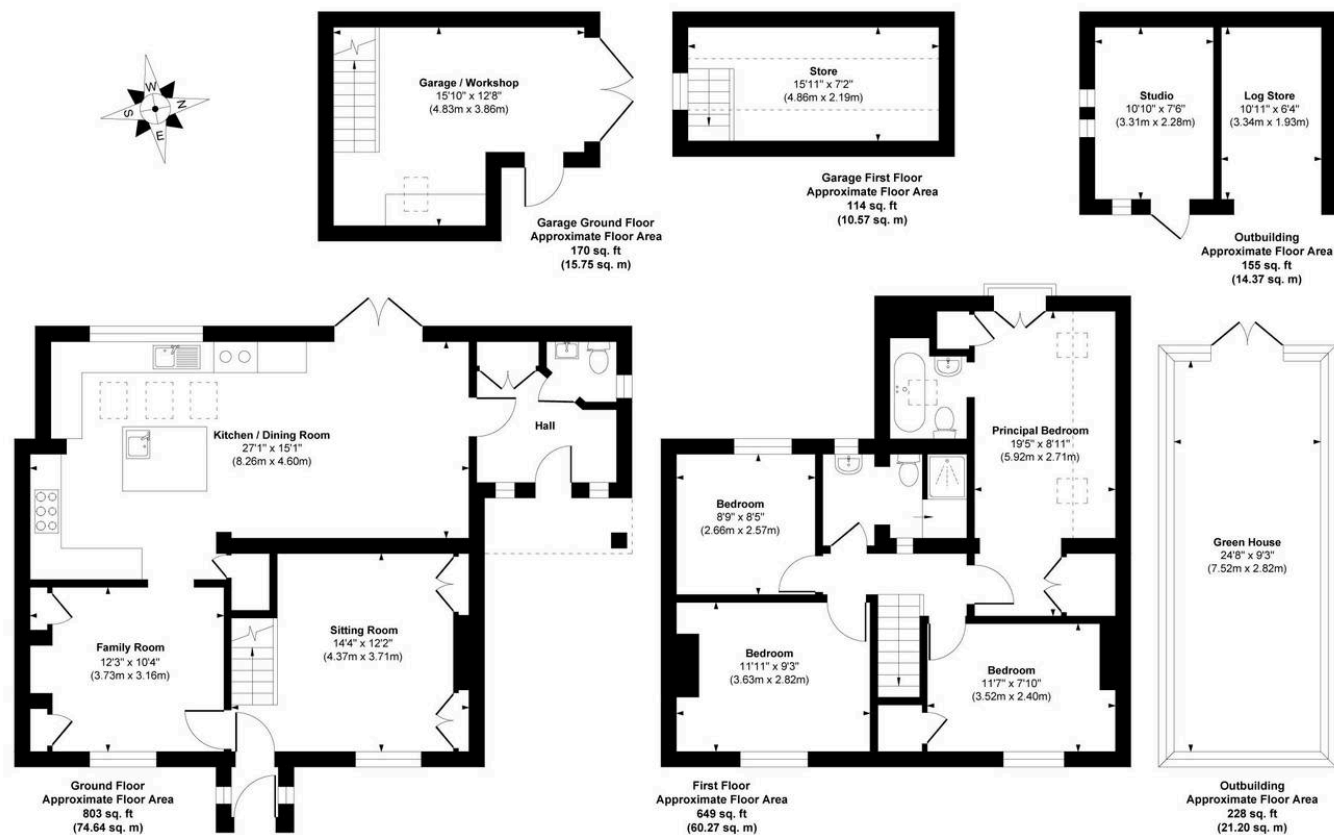 W
N
S
E
Garage / Workshop
15'10" x 12'8"
(4.83m x 3.86m)
Garage Ground Floor
Approximate Floor Area
170 sq. ft
(15.75 sq. m)
Store
15'11" x 7'2"
(4.86m x 2.19m)
Garage First Floor
Approximate Floor Area
114 sq. ft
(10.57 sq. m)
Studio
10'10" x 7'6"
(3.31m x 2.28m)
Log Store
10'11" x 6'4"
(3.34m x 1.93m)
Outbuilding
Approximate Floor Area
155 sq. ft
(14.37 sq. m)
Kitchen / Dining Room
27'1" x 15'1"
(8.26m x 4.60m)
Hall
Family Room
12'3" x 10'4"
(3.73m x 3.16m)
Sitting Room
14'4" x 12'2"
(4.37m x 3.71m)
Ground Floor
Approximate Floor Area
803 sq. ft
(74.64 sq. m)
Principal Bedroom
19'5" x 8'11"
(5.92m x 2.71m)
Bedroom
8'9" x 8'5"
(2.66m x 2.57m)
Bedroom
11'11" x 9'3"
(3.63m x 2.82m)
Bedroom
11'7" x 7'10"
(3.52m x 2.40m)
First Floor
Approximate Floor Area
649 sq. ft
(60.27 sq. m)
Green House
24'8" x 9'3"
(7.52m x 2.82m)
Outbuilding
Approximate Floor Area
228 sq. ft
(21.20 sq. m)